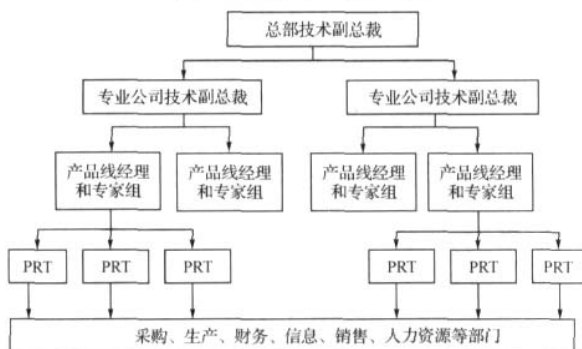 总部技术副总裁
专业公司技术副总裁
专业公司技术副总裁
产品线经理
和专家组
产品线经理
和专家组
产品线经理
和专家组
产品线经理
和专家组
PRT
PRT
PRT
PRT
PRT
PRT
采购、生产、财务、信息、销售、人力资源等部门